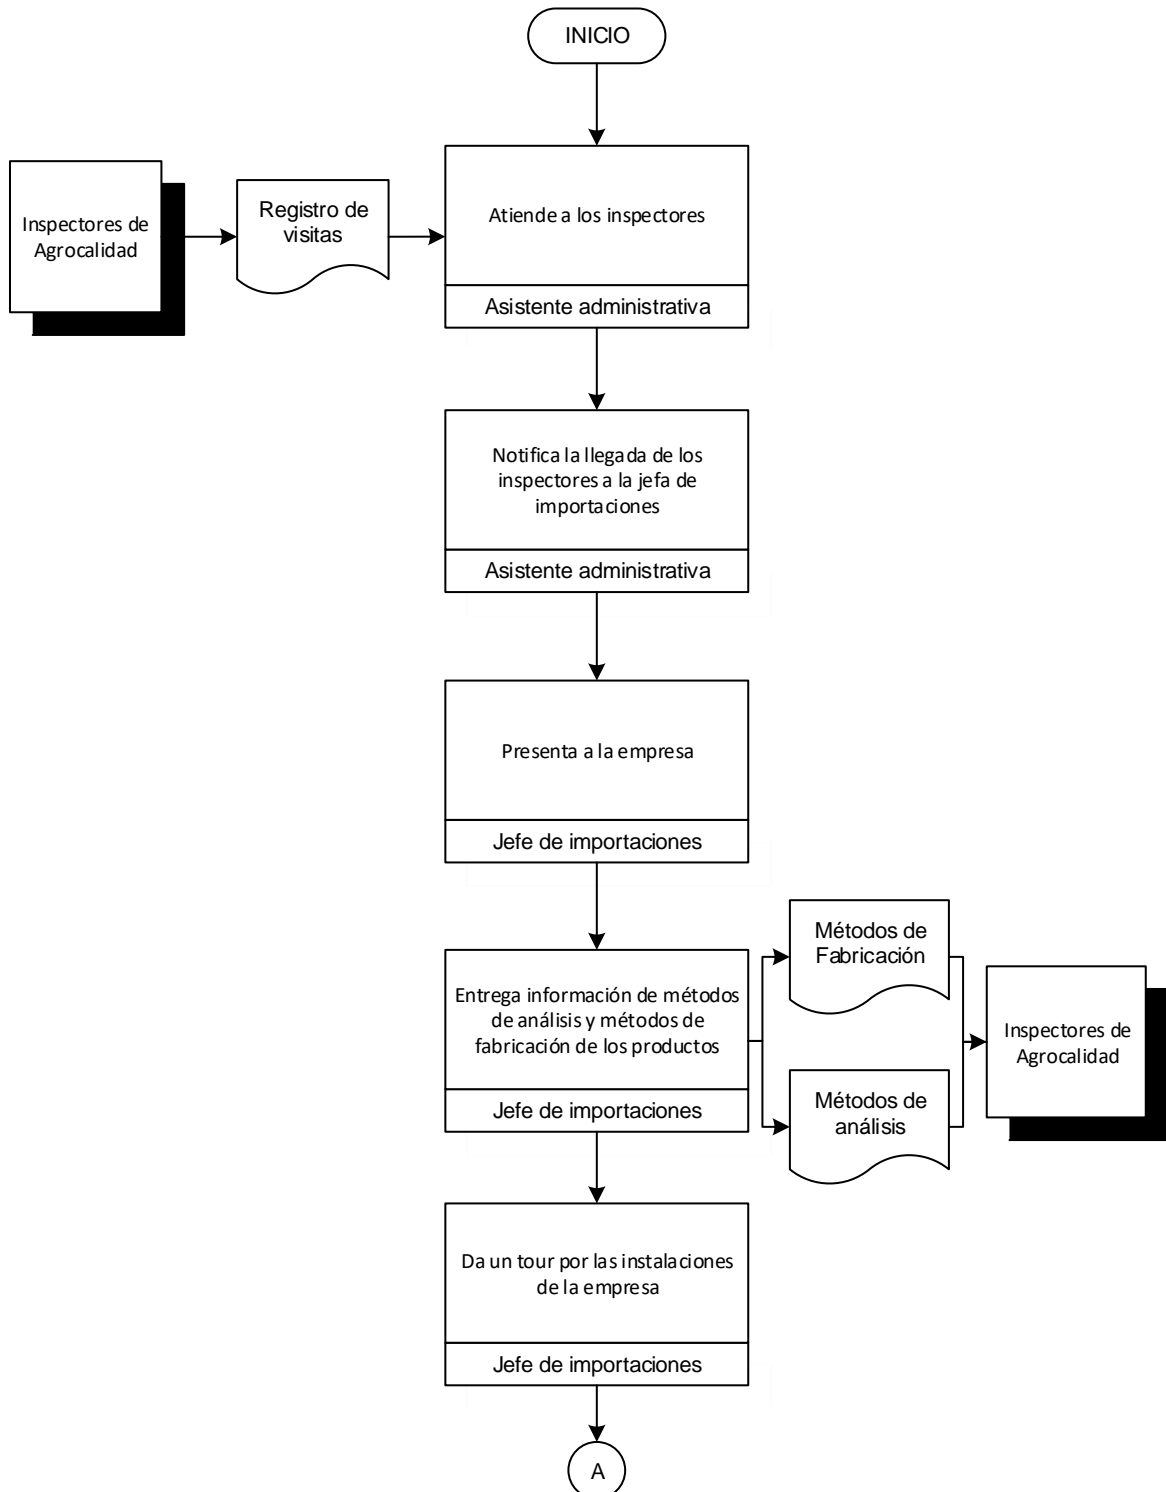 INICIO
Inspectores de
Agrocalidad
Registro de
visitas
Atiende a los inspectores
Asistente administrativa
Notifica la llegada de los
inspectores a la jefa de
importaciones
Asistente administrativa
Presenta a la empresa
Jefe de importaciones
Entrega información de métodos
de análisis y métodos de
fabricación de los productos
Jefe de importaciones
Métodos de
Fabricación
Métodos de
análisis
Inspectores de
Agrocalidad
Da un tour por las instalaciones
de la empresa
Jefe de importaciones
A